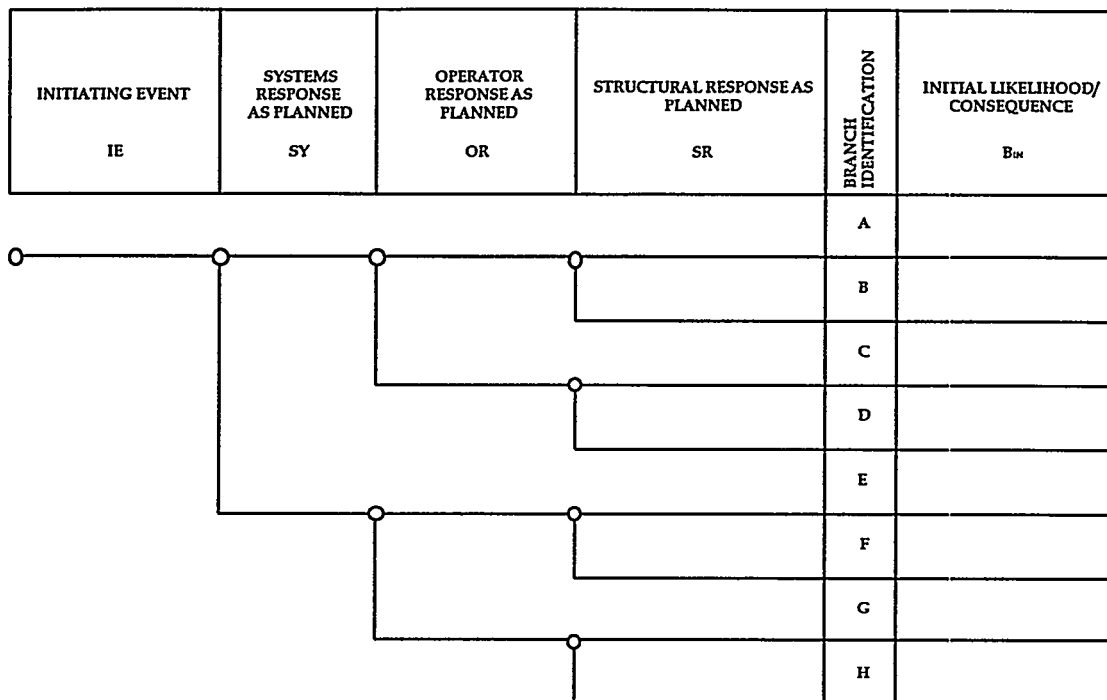 INITIATING EVENT
IE
SYSTEMS
RESPONSE
AS PLANNED
SY
OPERATOR
RESPONSE AS
PLANNED
OR
STRUCTURAL RESPONSE AS
PLANNED
SR
BRANCH
IDENTIFICATION
INITIAL LIKELIHOOD/
CONSEQUENCE
BIN
A
B
C
D
E
F
G
H